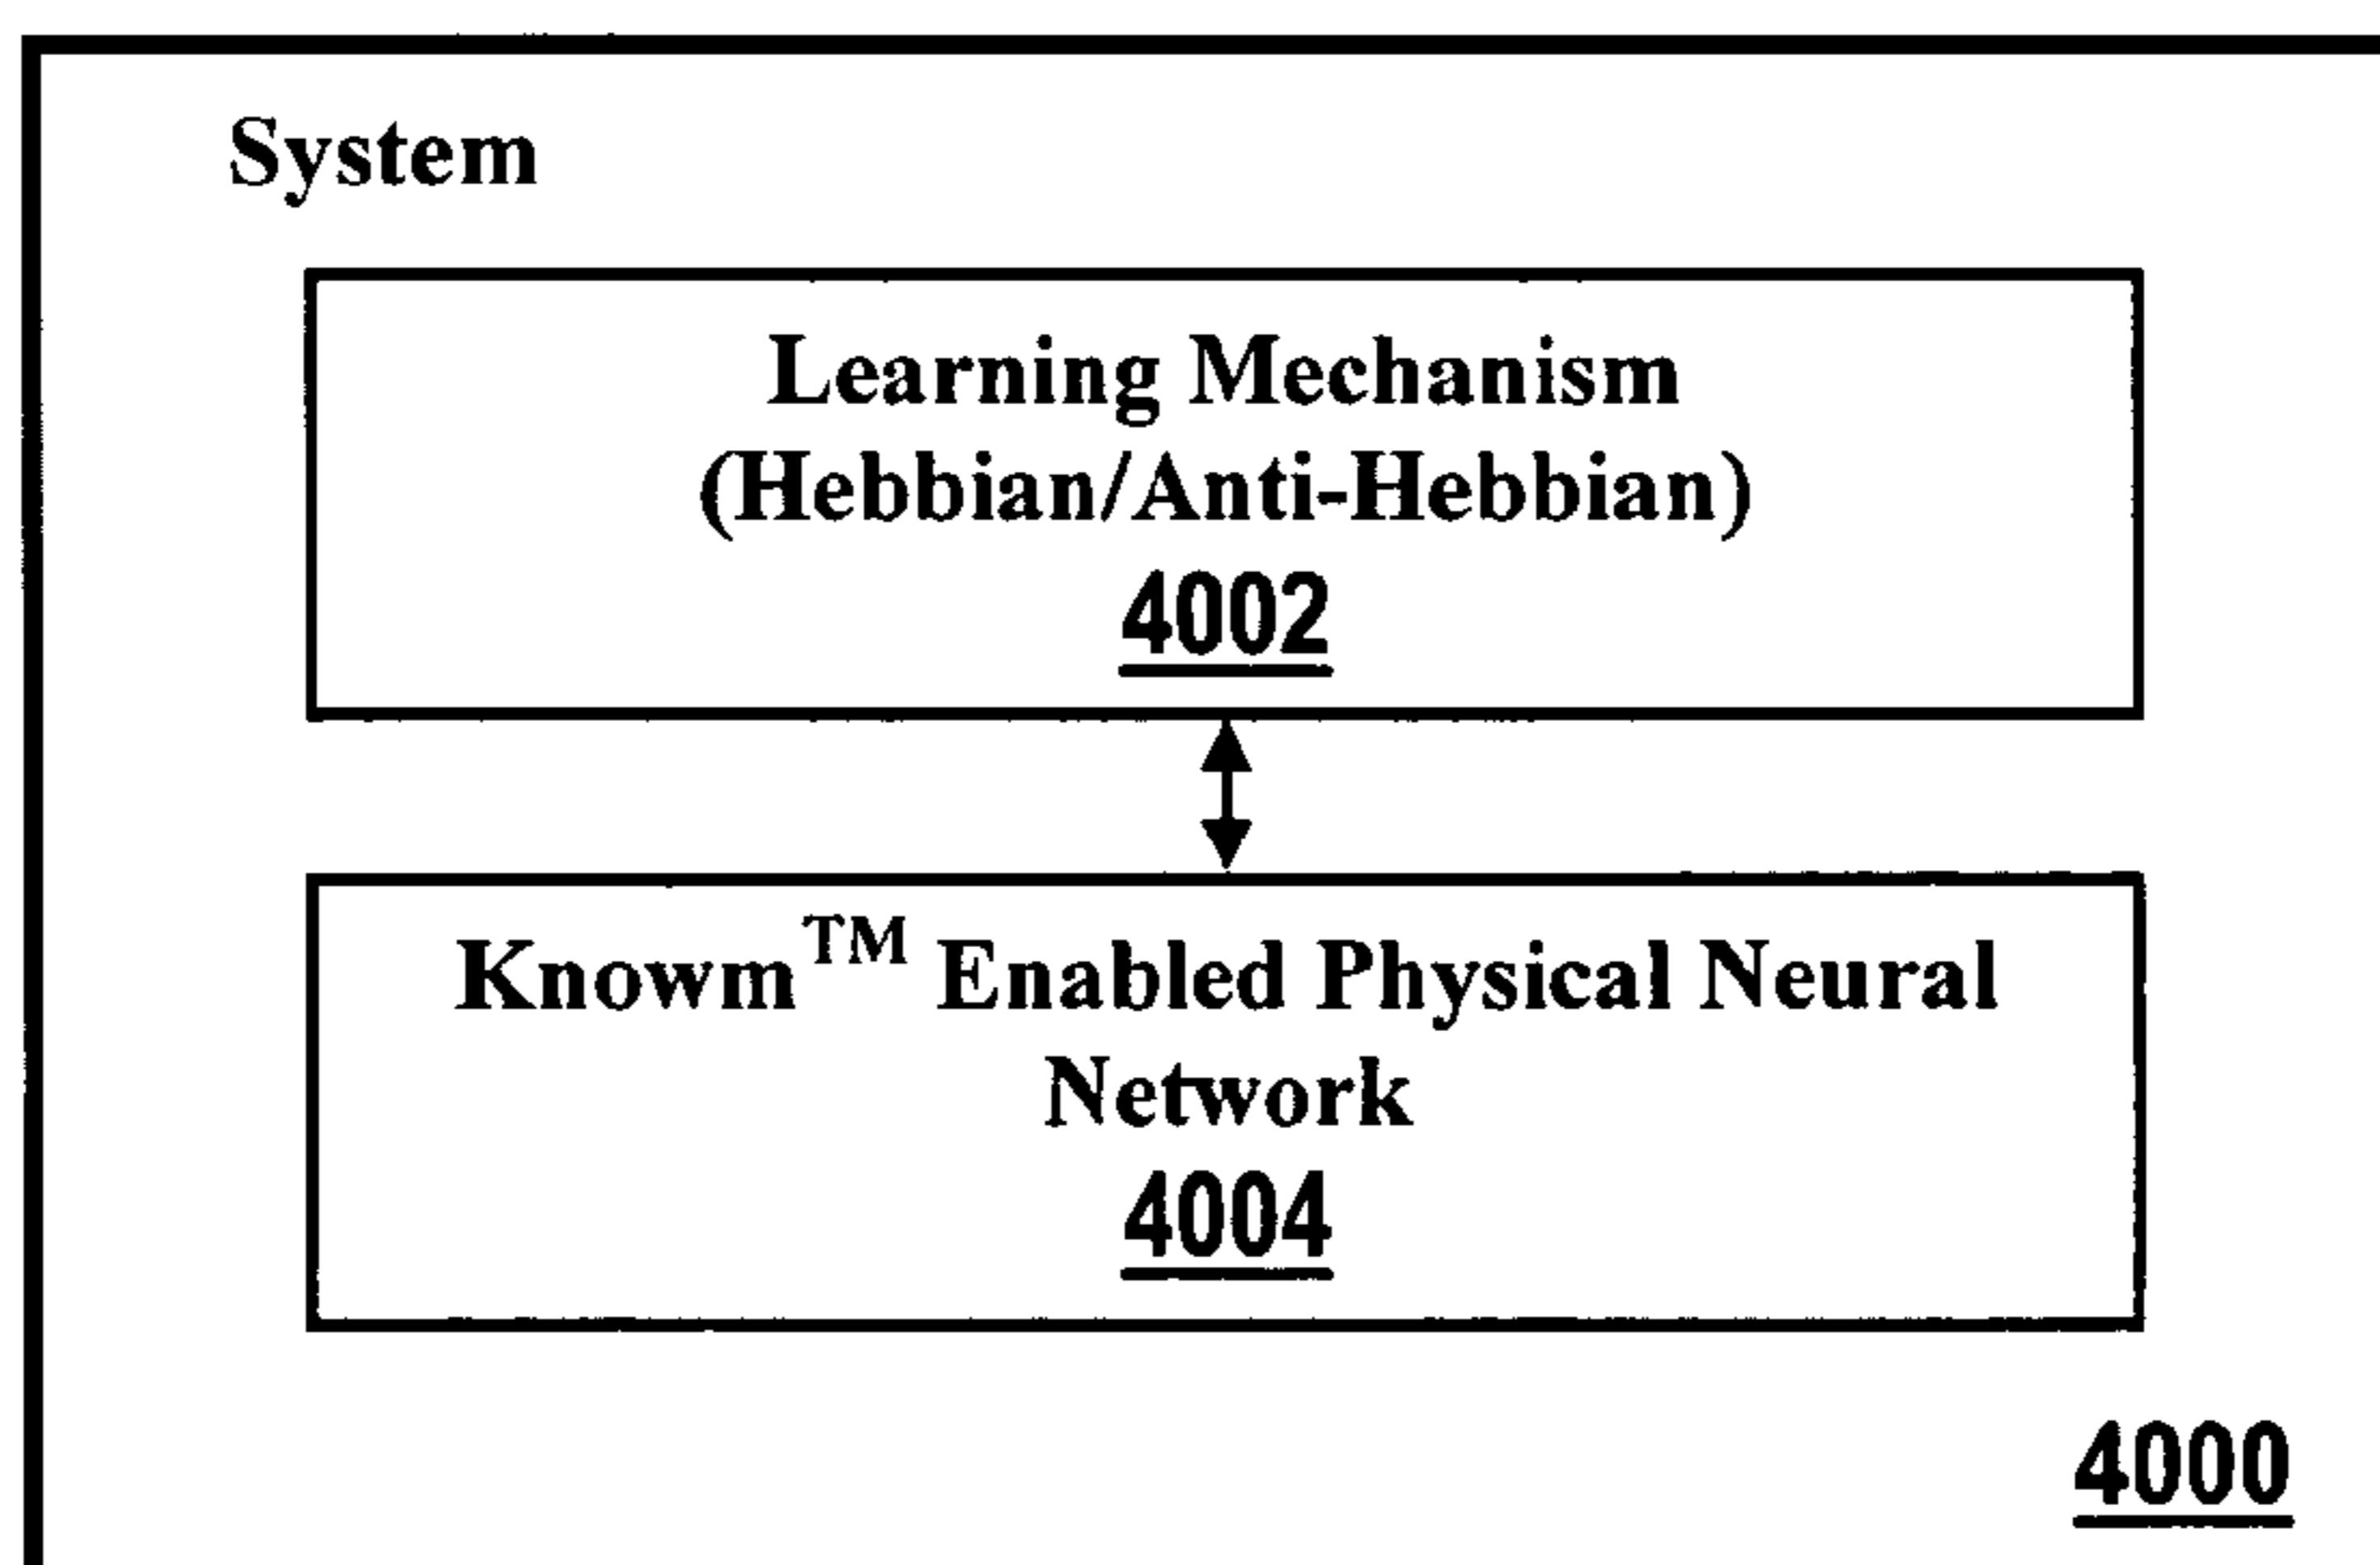 System
Learning Mechanism
(Hebbian/Anti-Hebbian)
4002
Knowm™ Enabled Physical Neural
Network
4004
4000